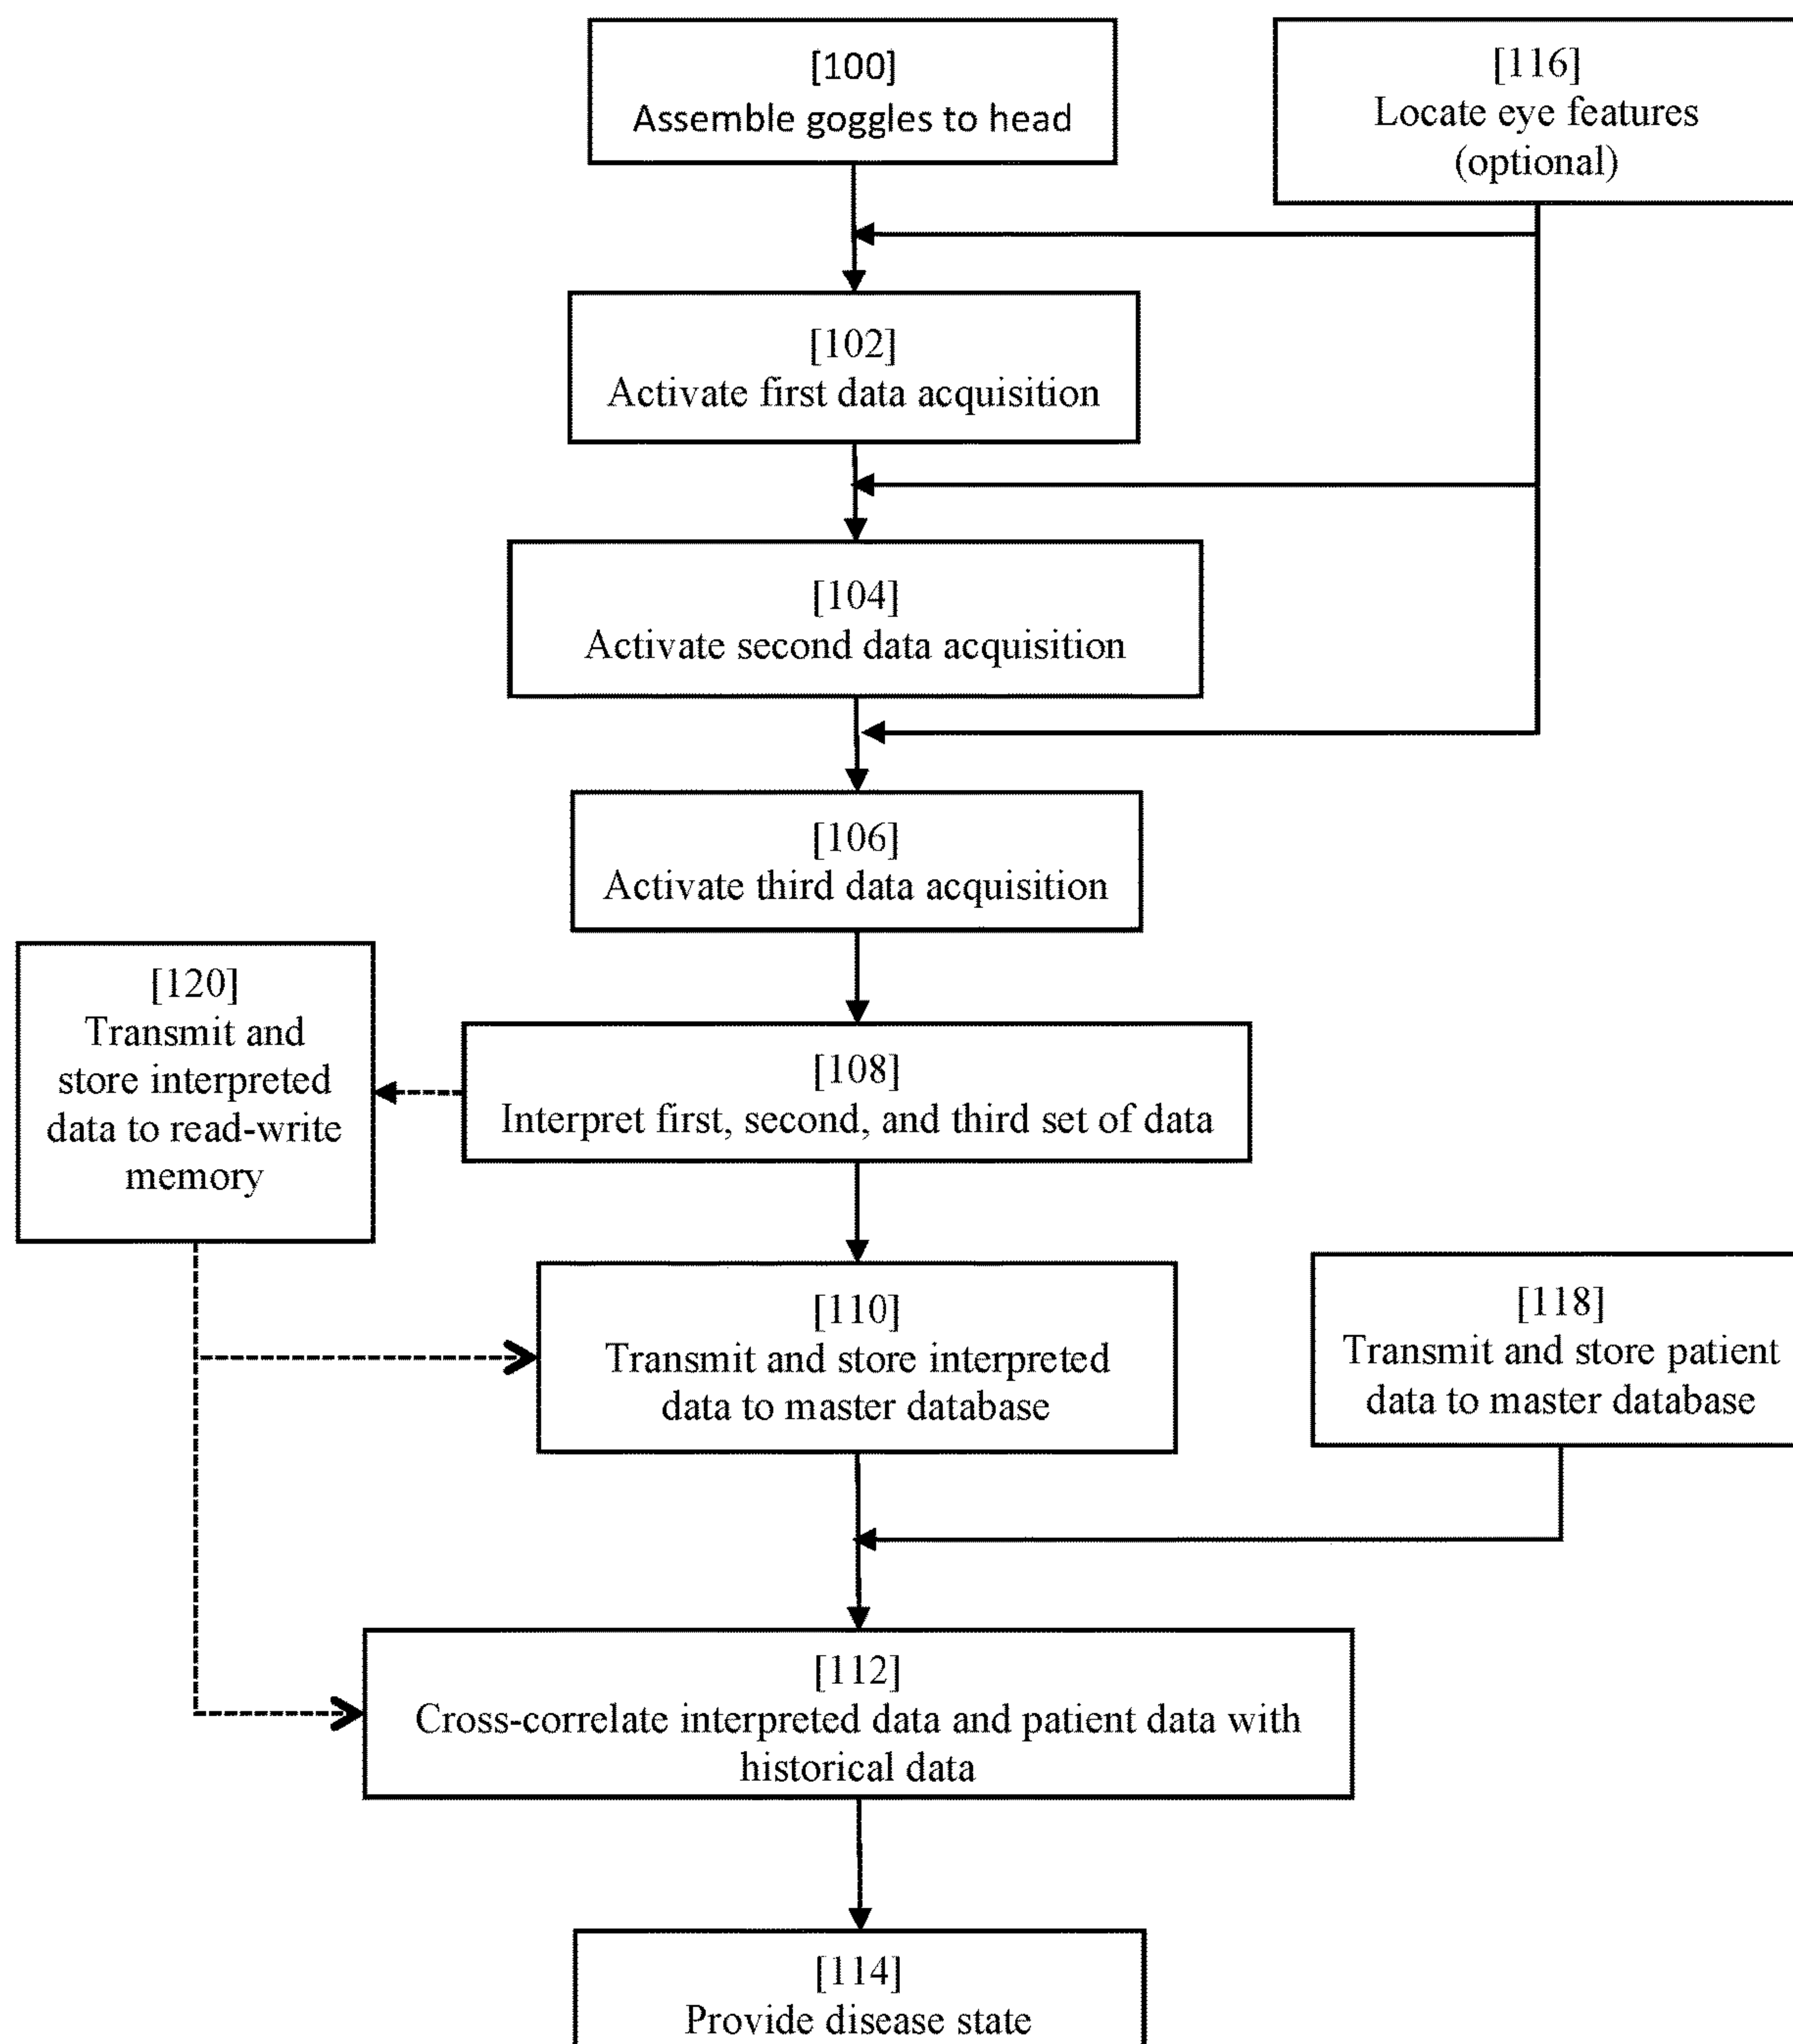 [100]
Assemble goggles to head
[116]
Locate eye features
(optional)
[102]
Activate first data acquisition
[104]
Activate second data acquisition
[106]
Activate third data acquisition
[120]
Transmit and
store interpreted
data to read-write
memory
[108]
Interpret first, second, and third set of data
[110]
Transmit and store interpreted
data to master database
[118]
Transmit and store patient
data to master database
[112]
Cross-correlate interpreted data and patient data with
historical data
[114]
Provide disease state